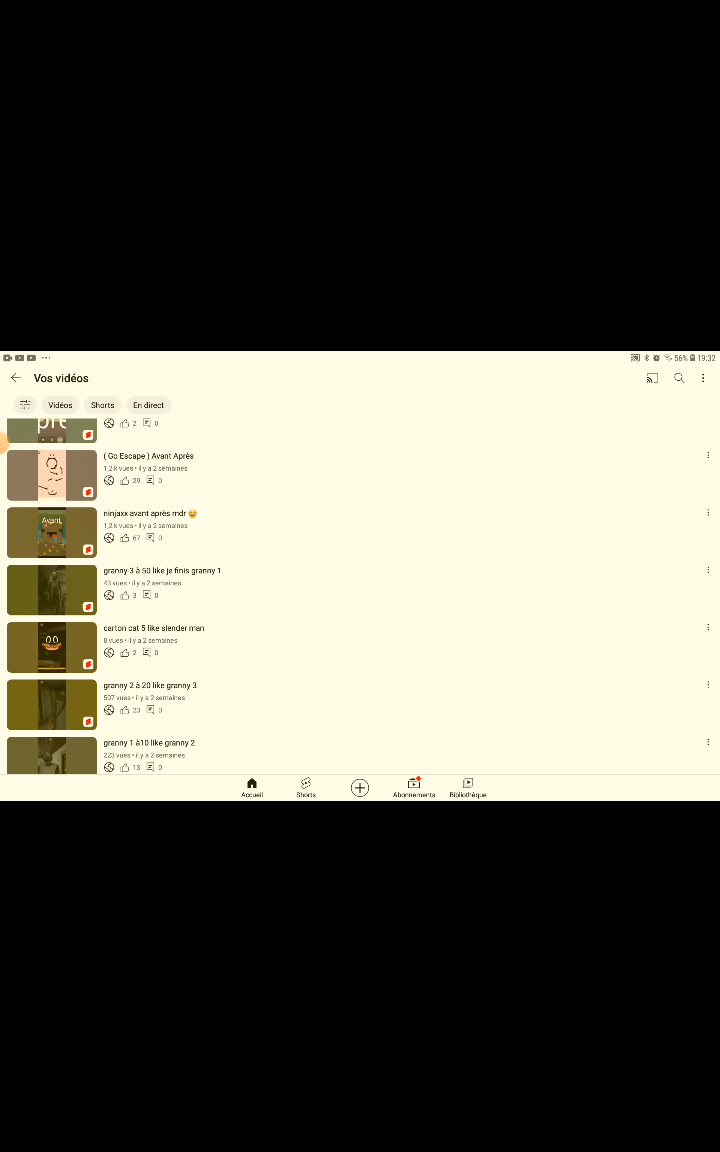 56% 19:32
Vos vidéos
Vidéos Shorts En direct
2 0
( Go Escape ) Avant Après
1,2 k vues • il y a 2 semaines
29 0
Avant
ninjaxx avant après mdr 😂
1,2 k vues • il y a 2 semaines
67 0
granny 3 à 50 like je finis granny 1
43 vues • il y a 2 semaines
3 0
carton cat 5 like slender man
8 vues • il y a 2 semaines
2 0
granny 2 à 20 like granny 3
507 vues • il y a 2 semaines
23 0
granny 1 à10 like granny 2
223 vues • il y a 2 semaines
13 0
Accueil Shorts Abonnements Bibliothèque